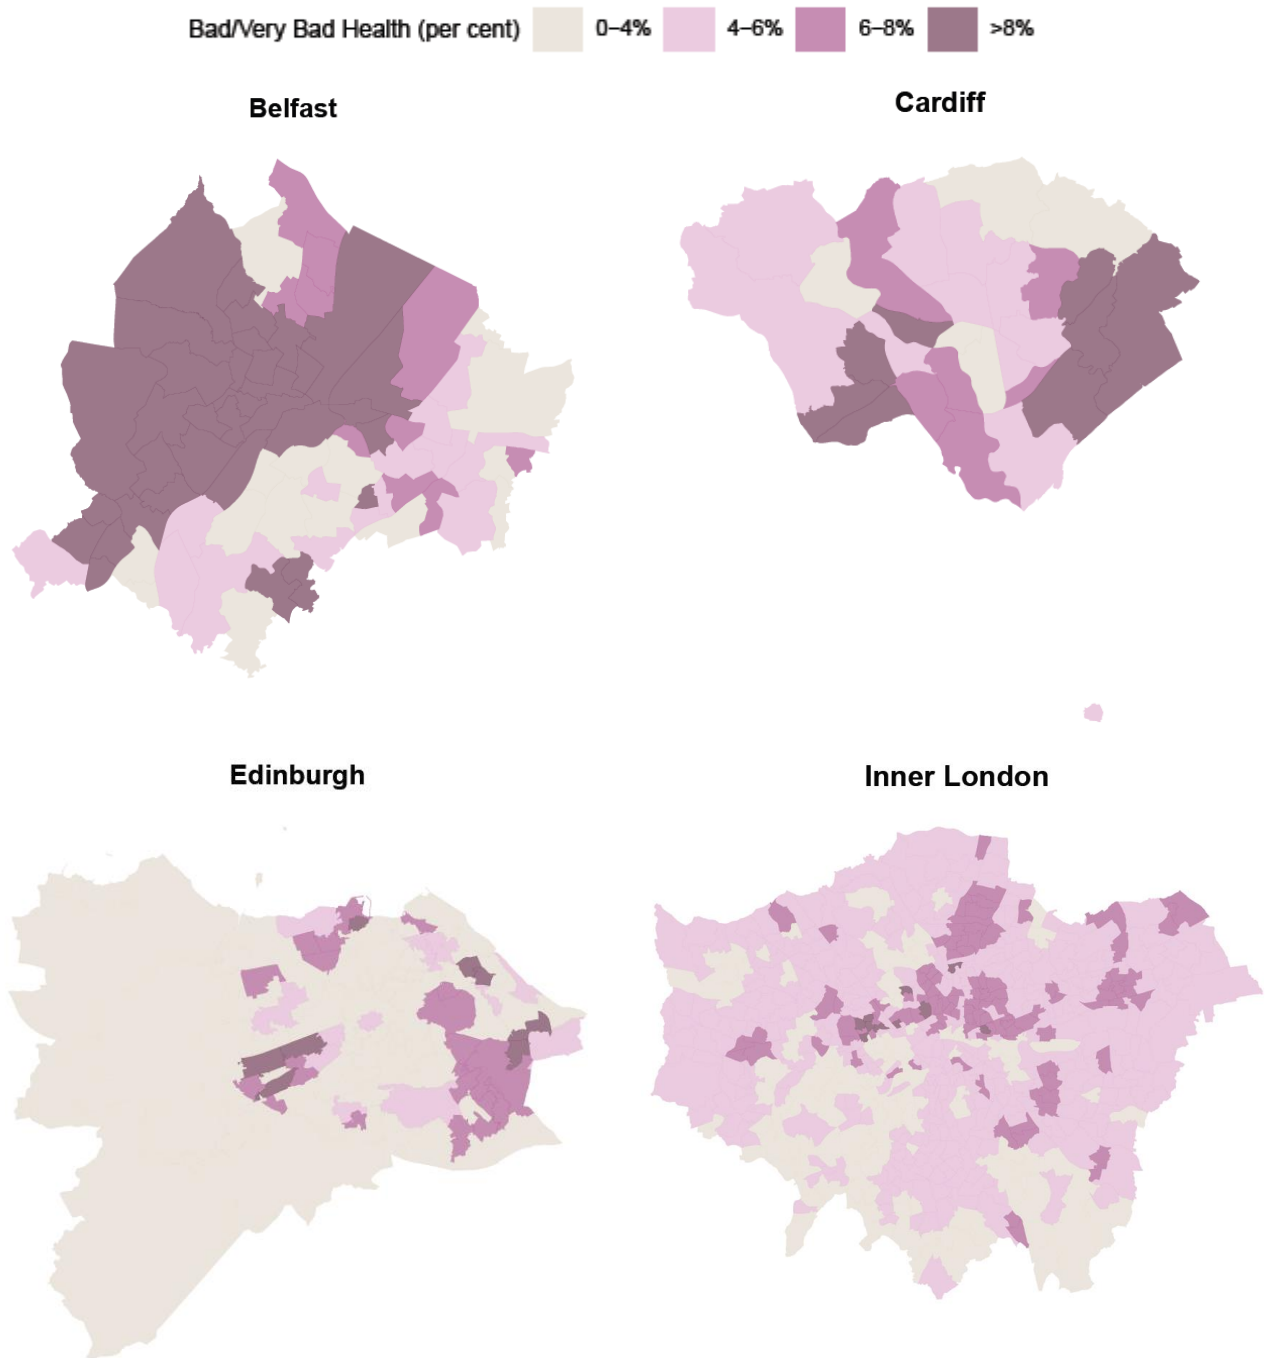 Bad/Very Bad Health (per cent) 0–4% 4–6% 6–8% >8%
Belfast
Cardiff
Edinburgh
Inner London